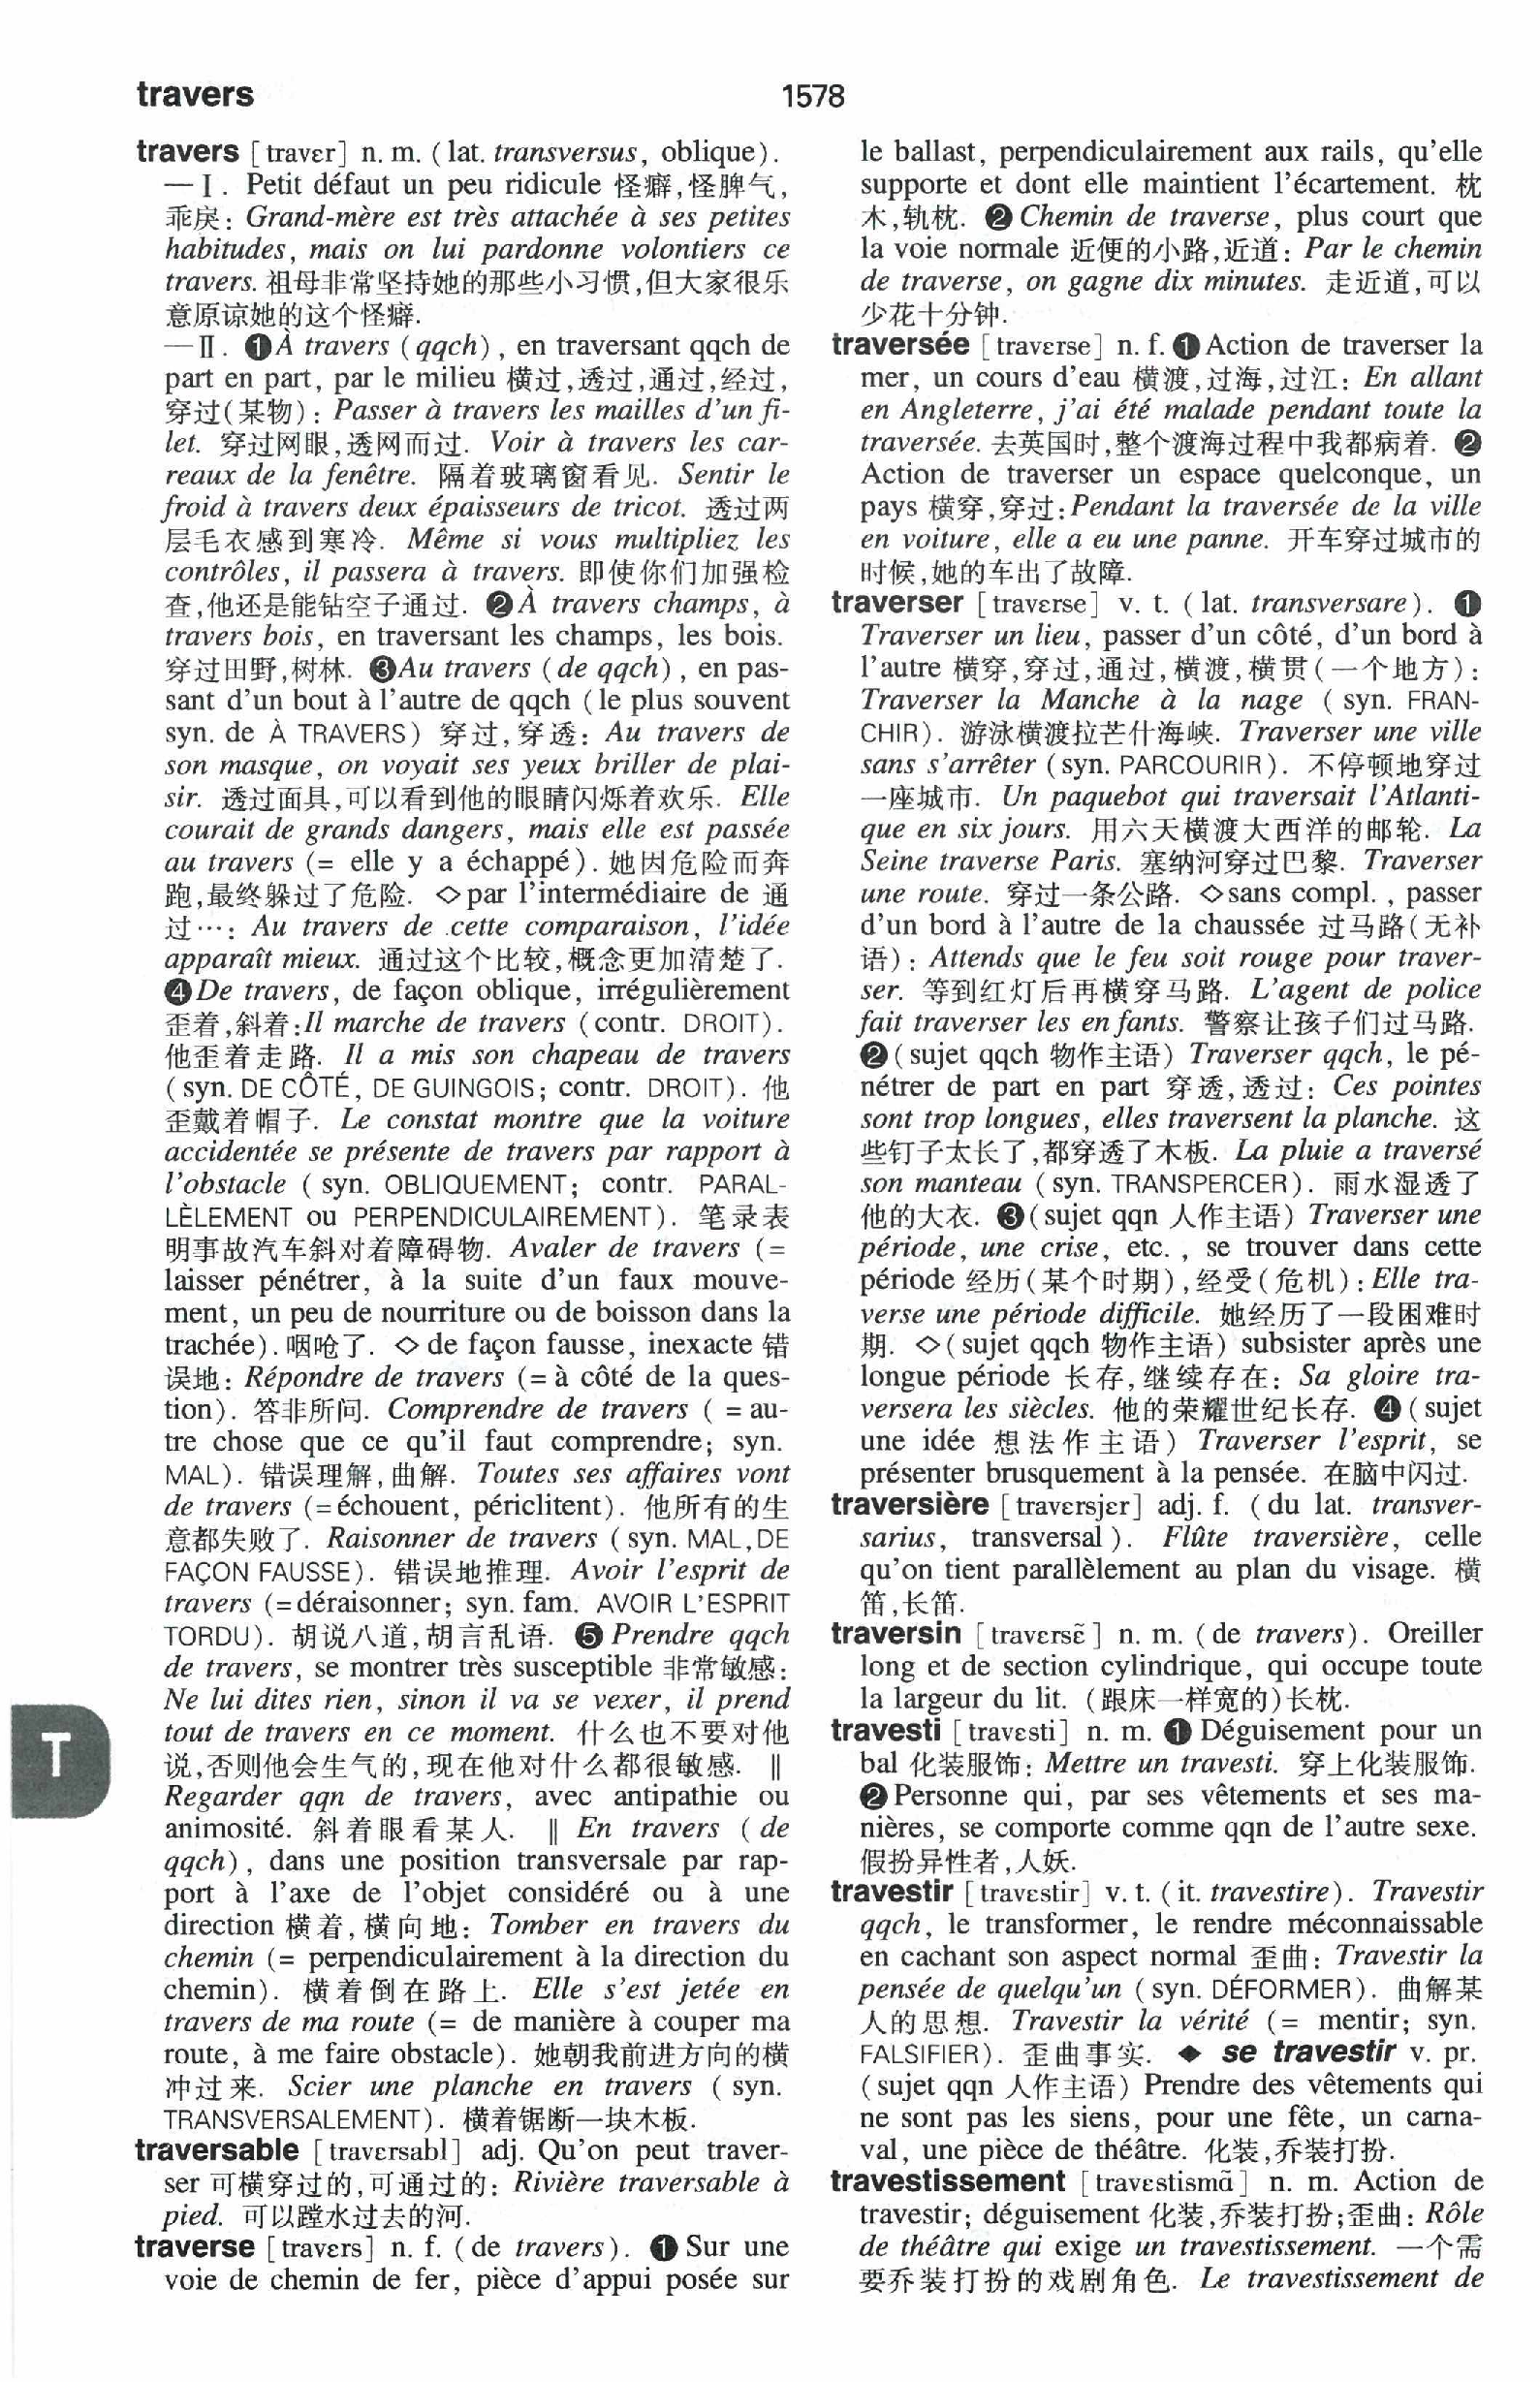 travers
1578
travers [travɛr] n. m. (lat. transversus, oblique).
— Ⅰ. Petit défaut un peu ridicule 怪癖,怪脾气,
乖戾: Grand-mère est très attachée à ses petites
habitudes, mais on lui pardonne volontiers ce
travers. 祖母非常坚持她的那些小习惯,但大家很乐
意原谅她的这个怪癖.
— Ⅱ. ❶À travers (qqch), en traversant qqch de
part en part, par le milieu 横过,透过,通过,经过,
穿过(某物): Passer à travers les mailles d'un fi-
let. 穿过网眼,透网而过. Voir à travers les car-
reaux de la fenêtre. 隔着玻璃窗看见. Sentir le
froid à travers deux épaisseurs de tricot. 透过两
层毛衣感到寒冷. Même si vous multipliez les
contrôles, il passera à travers. 即使你们加强检
查,他还是能钻空子通过. ❷À travers champs, à
travers bois, en traversant les champs, les bois.
穿过田野,树林. ❸Au travers (de qqch), en pas-
sant d'un bout à l'autre de qqch (le plus souvent
syn. de À TRAVERS) 穿过,穿透: Au travers de
son masque, on voyait ses yeux briller de plai-
sir. 透过面具,可以看到他的眼睛闪烁着欢乐. Elle
courait de grands dangers, mais elle est passée
au travers (= elle y a échappé). 她因危险而奔
跑,最终躲过了危险. ◇par l'intermédiaire de 通
过…: Au travers de cette comparaison, l'idée
apparaît mieux. 通过这个比较,概念更加清楚了.
❹De travers, de façon oblique, irrégulièrement
歪着,斜着:Il marche de travers (contr. DROIT).
他歪着走路. Il a mis son chapeau de travers
(syn. DE CÔTÉ, DE GUINGOIS; contr. DROIT). 他
歪戴着帽子. Le constat montre que la voiture
accidentée se présente de travers par rapport à
l'obstacle (syn. OBLIQUEMENT; contr. PARAL-
LÈLEMENT ou PERPENDICULAIREMENT). 笔录表
明事故汽车斜对着障碍物. Avaler de travers (=
laisser pénétrer, à la suite d'un faux mouve-
ment, un peu de nourriture ou de boisson dans la
trachée). 咽呛了. ◇ de façon fausse, inexacte 错
误地: Répondre de travers (= à côté de la ques-
tion). 答非所问. Comprendre de travers ( = au-
tre chose que ce qu'il faut comprendre; syn.
MAL). 错误理解,曲解. Toutes ses affaires vont
de travers (=échouent, périclitent). 他所有的生
意都失败了. Raisonner de travers (syn. MAL,DE
FAÇON FAUSSE). 错误地推理. Avoir l'esprit de
travers (=déraisonner; syn. fam. AVOIR L'ESPRIT
TORDU). 胡说八道,胡言乱语. ❺ Prendre qqch
de travers, se montrer très susceptible 非常敏感:
Ne lui dites rien, sinon il va se vexer, il prend
tout de travers en ce moment. 什么也不要对他
说,否则他会生气的,现在他对什么都很敏感. ‖
Regarder qqn de travers, avec antipathie ou
animosité. 斜着眼看某人. ‖ En travers (de
qqch), dans une position transversale par rap-
port à l'axe de l'objet considéré ou à une
direction 横着,横向地: Tomber en travers du
chemin (= perpendiculairement à la direction du
chemin). 横着倒在路上. Elle s'est jetée en
travers de ma route (= de manière à couper ma
route, à me faire obstacle). 她朝我前进方向的横
冲过来. Scier une planche en travers (syn.
TRANSVERSALEMENT). 横着锯断一块木板.
traversable [travɛrsabl] adj. Qu'on peut traver-
ser 可横穿过的,可通过的: Rivière traversable à
pied. 可以蹚水过去的河.
traverse [travɛrs] n. f. (de travers). ❶ Sur une
voie de chemin de fer, pièce d'appui posée sur
le ballast, perpendiculairement aux rails, qu'elle
supporte et dont elle maintient l'écartement. 枕
木,轨枕. ❷ Chemin de traverse, plus court que
la voie normale 近便的小路,近道: Par le chemin
de traverse, on gagne dix minutes. 走近道,可以
少花十分钟.
traversée [travɛrse] n. f. ❶Action de traverser la
mer, un cours d'eau 横渡,过海,过江: En allant
en Angleterre, j'ai été malade pendant toute la
traversée. 去英国时,整个渡海过程中我都病着. ❷
Action de traverser un espace quelconque, un
pays 横穿,穿过:Pendant la traversée de la ville
en voiture, elle a eu une panne. 开车穿过城市的
时候,她的车出了故障.
traverser [travɛrse] v. t. (lat. transversare). ❶
Traverser un lieu, passer d'un côté, d'un bord à
l'autre 横穿,穿过,通过,横渡,横贯(一个地方):
Traverser la Manche à la nage (syn. FRAN-
CHIR). 游泳横渡拉芒什海峡. Traverser une ville
sans s'arrêter (syn. PARCOURIR). 不停顿地穿过
一座城市. Un paquebot qui traversait l'Atlanti-
que en six jours. 用六天横渡大西洋的邮轮. La
Seine traverse Paris. 塞纳河穿过巴黎. Traverser
une route. 穿过一条公路. ◇sans compl. , passer
d'un bord à l'autre de la chaussée 过马路(无补
语): Attends que le feu soit rouge pour traver-
ser. 等到红灯后再横穿马路. L'agent de police
fait traverser les enfants. 警察让孩子们过马路.
❷(sujet qqch 物作主语) Traverser qqch, le pé-
nétrer de part en part 穿透,透过: Ces pointes
sont trop longues, elles traversent la planche. 这
些钉子太长了,都穿透了木板. La pluie a traversé
son manteau (syn. TRANSPERCER). 雨水湿透了
他的大衣. ❸(sujet qqn 人作主语) Traverser une
période, une crise, etc. , se trouver dans cette
période 经历(某个时期),经受(危机):Elle tra-
verse une période difficile. 她经历了一段困难时
期. ◇(sujet qqch 物作主语) subsister après une
longue période 长存,继续存在: Sa gloire tra-
versera les siècles. 他的荣耀世纪长存. ❹ (sujet
une idée 想法作主语) Traverser l'esprit, se
présenter brusquement à la pensée. 在脑中闪过.
traversière [travɛrsjɛr] adj. f. (du lat. transver-
sarius, transversal). Flûte traversière, celle
qu'on tient parallèlement au plan du visage. 横
笛,长笛.
traversin [travɛrsɛ̃] n. m. (de travers). Oreiller
long et de section cylindrique, qui occupe toute
la largeur du lit. (跟床一样宽的)长枕.
travesti [travɛsti] n. m. ❶ Déguisement pour un
bal 化装服饰: Mettre un travesti. 穿上化装服饰.
❷Personne qui, par ses vêtements et ses ma-
nières, se comporte comme qqn de l'autre sexe.
假扮异性者,人妖.
travestir [travɛstir] v. t. (it. travestire). Travestir
qqch, le transformer, le rendre méconnaissable
en cachant son aspect normal 歪曲: Travestir la
pensée de quelqu'un (syn. DÉFORMER). 曲解某
人的思想. Travestir la vérité (= mentir; syn.
FALSIFIER). 歪曲事实. ◆ se travestir v. pr.
(sujet qqn 人作主语) Prendre des vêtements qui
ne sont pas les siens, pour une fête, un carna-
val, une pièce de théâtre. 化装,乔装打扮.
travestissement [travɛstismɑ̃] n. m. Action de
travestir; déguisement 化装,乔装打扮;歪曲: Rôle
de théâtre qui exige un travestissement. 一个需
要乔装打扮的戏剧角色. Le travestissement de
T